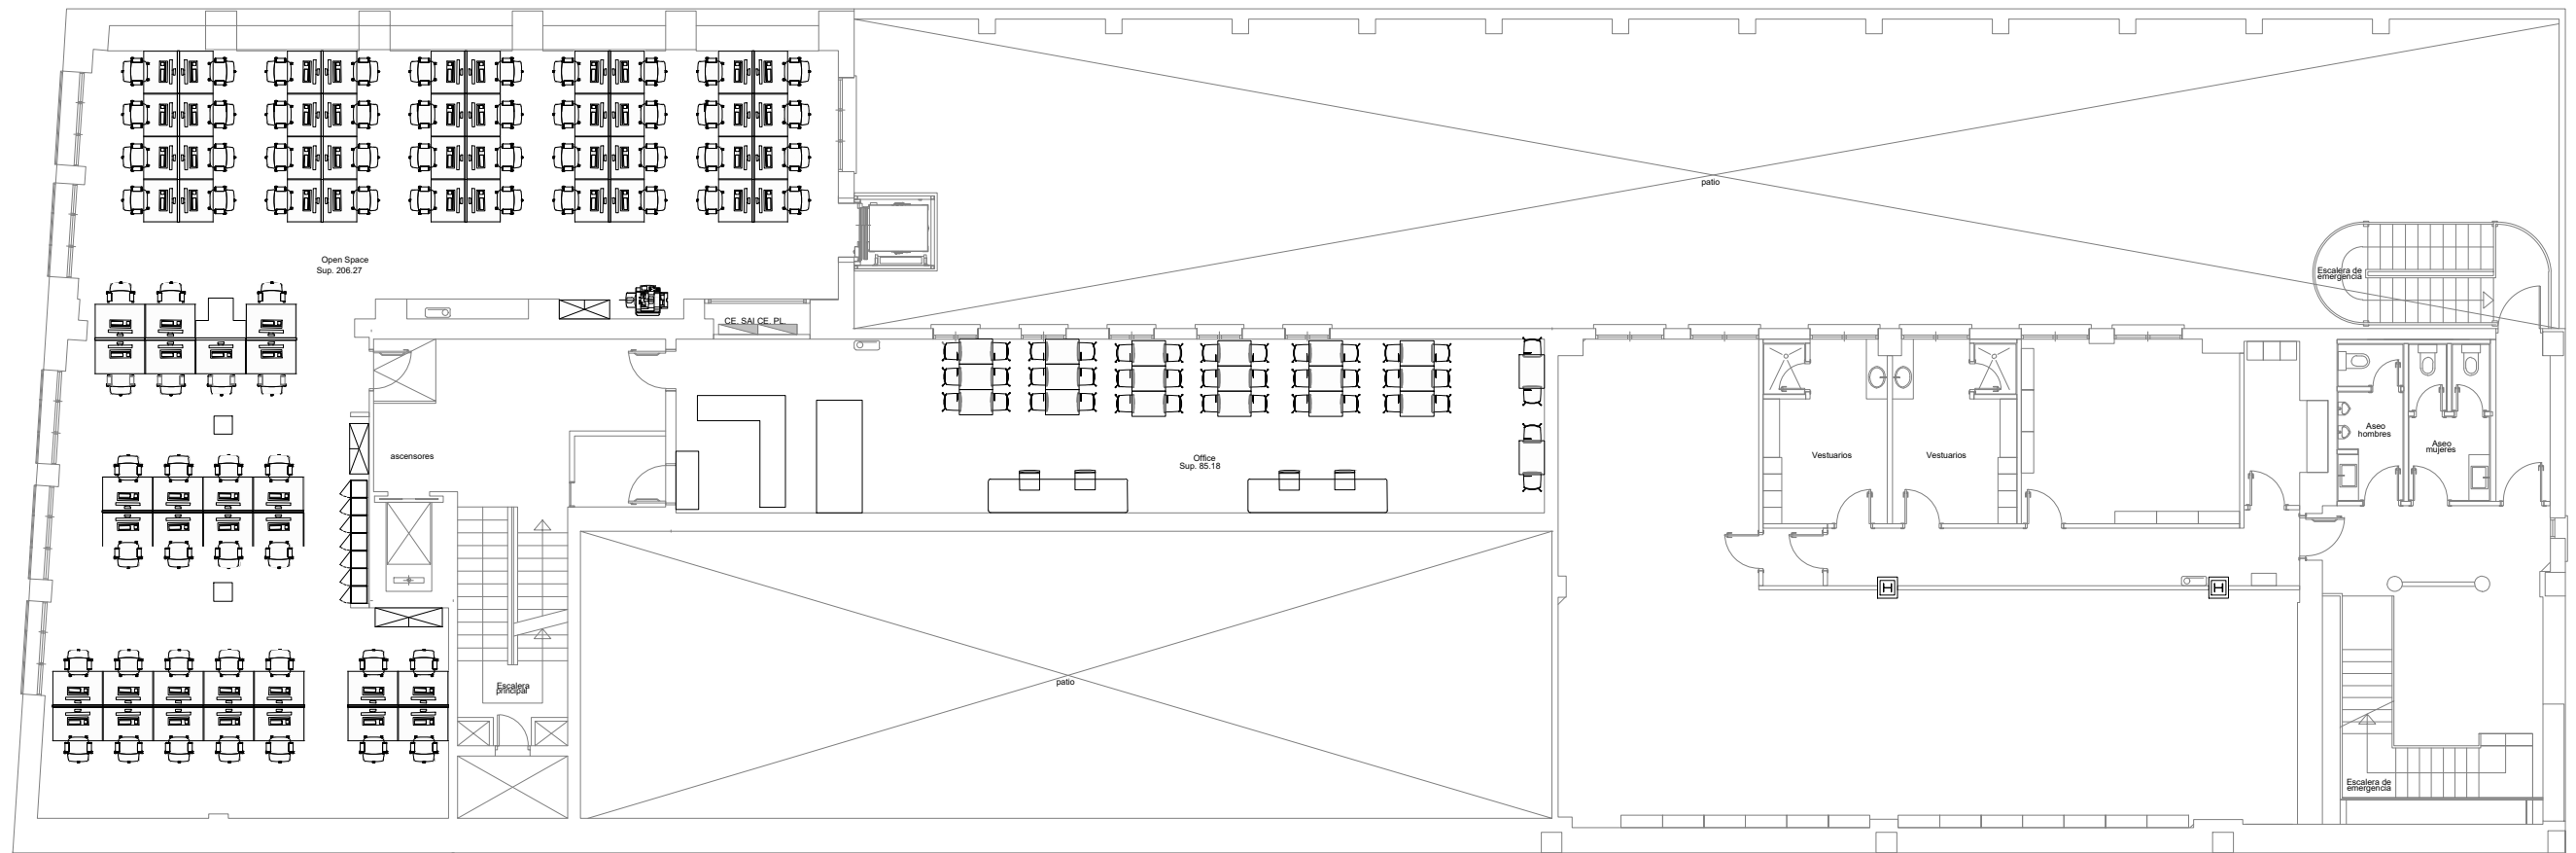 patio
Escalera de
emergencia
Open Space
Sup. 206.27
CE. SAI CE. PL.
ascensores
Office
Sup. 85.18
Vestuarios
Vestuarios
Aseo
hombres
Aseo
mujeres
H
H
Escalera
principal
patio
Escalera de
emergencia